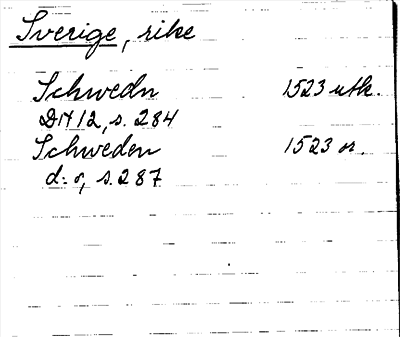 Sverige, rike
Schwedn 1523 utk.
DN 12, s. 284
Schweden 1523 or.
d:o, s. 287